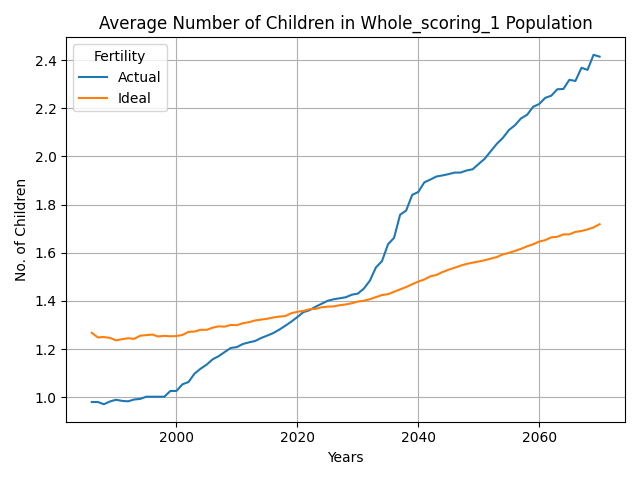 Average Number of Children in Whole_scoring_1 Population
Fertility
Actual
Ideal
No. of Children
2.4
2.2
2.0
1.8
1.6
1.4
1.2
1.0
2000 2020 2040 2060
Years